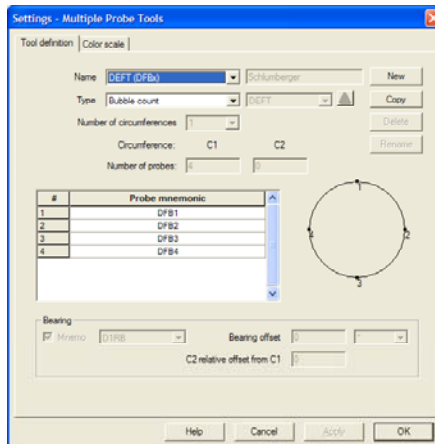 Settings - Multiple Probe Tools
Tool definition Color scale
Name DEFT (DFBx) Schlumberger New
Type Bubble count DEFT Copy
Number of circumferences 1 Delete
Circumference: C1 C2 Rename
Number of probes: 4 0
# Probe mnemonic
1 DFB1
2 DFB2
3 DFB3
4 DFB4
1
4 2
3
Bearing
Mnemo D1RB Bearing offset 0 °
C2 relative offset from C1 0
Help Cancel Apply OK